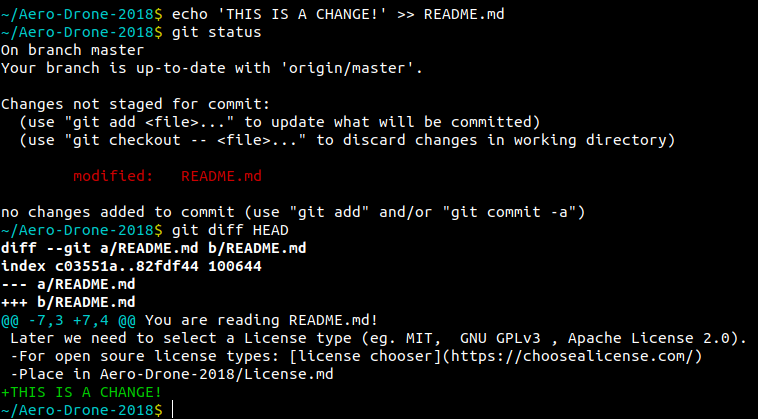 ~/Aero-Drone-2018$ echo 'THIS IS A CHANGE!' >> README.md
~/Aero-Drone-2018$ git status
On branch master
Your branch is up-to-date with 'origin/master'.

Changes not staged for commit:
  (use "git add <file>..." to update what will be committed)
  (use "git checkout -- <file>..." to discard changes in working directory)

        modified:   README.md

no changes added to commit (use "git add" and/or "git commit -a")
~/Aero-Drone-2018$ git diff HEAD
diff --git a/README.md b/README.md
index c03551a..82fdf44 100644
--- a/README.md
+++ b/README.md
@@ -7,3 +7,4 @@ You are reading README.md!
 Later we need to select a License type (eg. MIT,  GNU GPLv3 , Apache License 2.0).
 -For open soure license types: [license chooser](https://choosealicense.com/)
 -Place in Aero-Drone-2018/License.md
+THIS IS A CHANGE!
~/Aero-Drone-2018$